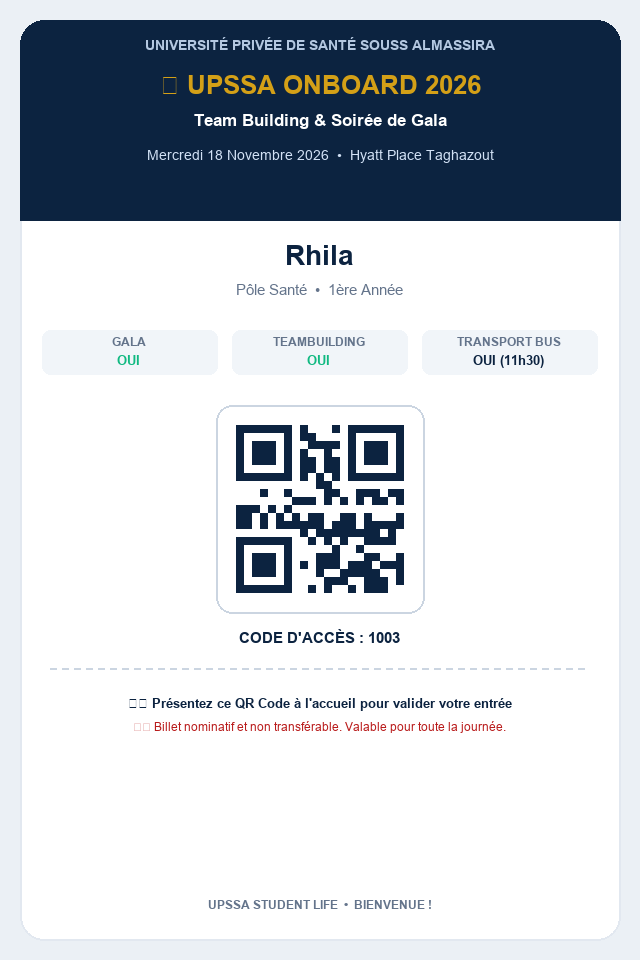 UNIVERSITÉ PRIVÉE DE SANTÉ SOUSS ALMASSIRA
UPSSA ONBOARD 2026
Team Building & Soirée de Gala
Mercredi 18 Novembre 2026 • Hyatt Place Taghazout
Rhila
Pôle Santé • 1ère Année
GALA
OUI
TEAMBUILDING
OUI
TRANSPORT BUS
OUI (11h30)
CODE D'ACCÈS : 1003
Présentez ce QR Code à l'accueil pour valider votre entrée
Billet nominatif et non transférable. Valable pour toute la journée.
UPSSA STUDENT LIFE • BIENVENUE !